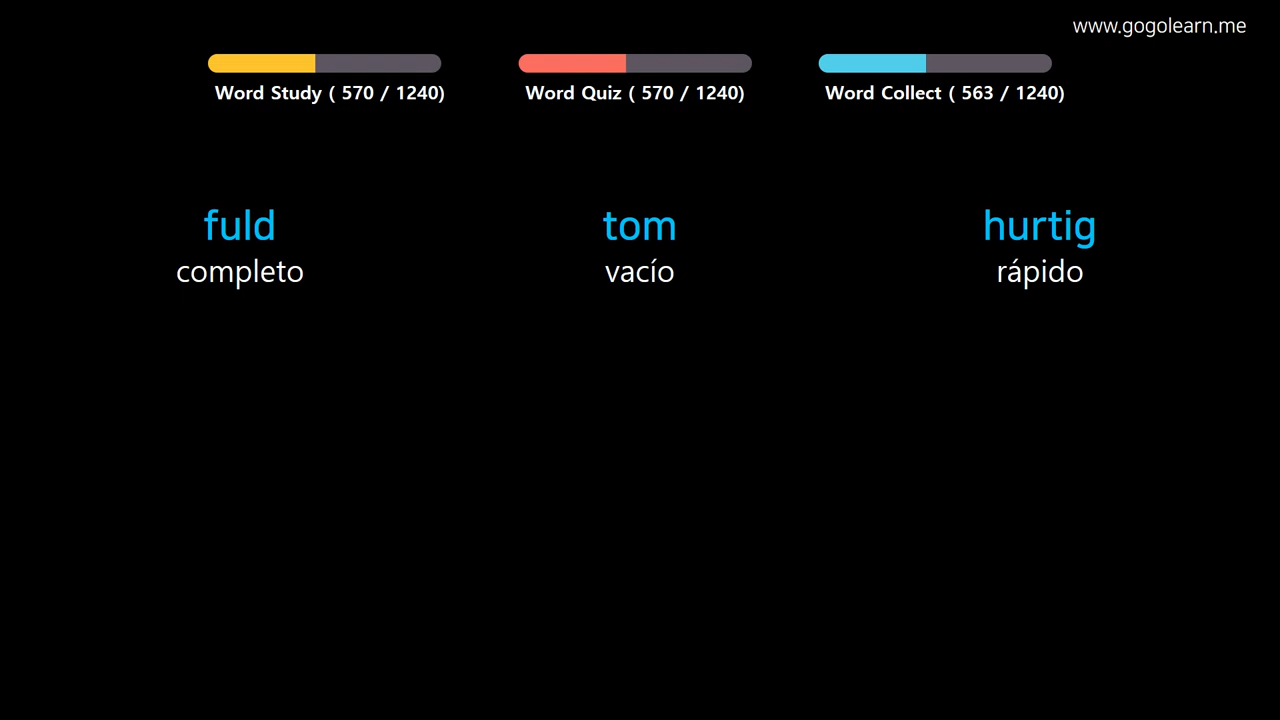 www.gogolearn.me
Word Study ( 570 / 1240)
Word Quiz ( 570 / 1240)
Word Collect ( 563 / 1240)
fuld
completo
tom
vacío
hurtig
rápido